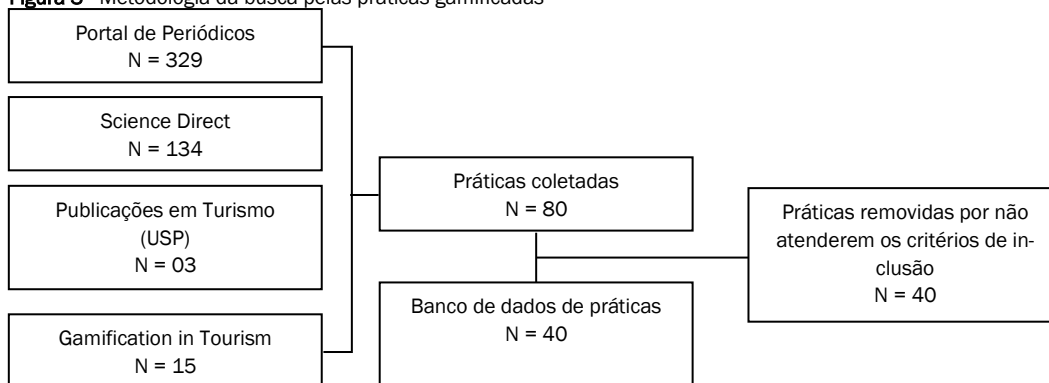 Figura 3 - Metodologia da busca pelas práticas gamificadas
Portal de Periódicos
N = 329
Science Direct
N = 134
Publicações em Turismo
(USP)
N = 03
Gamification in Tourism
N = 15
Práticas coletadas
N = 80
Banco de dados de práticas
N = 40
Práticas removidas por não
atenderem os critérios de in-
clusão
N = 40